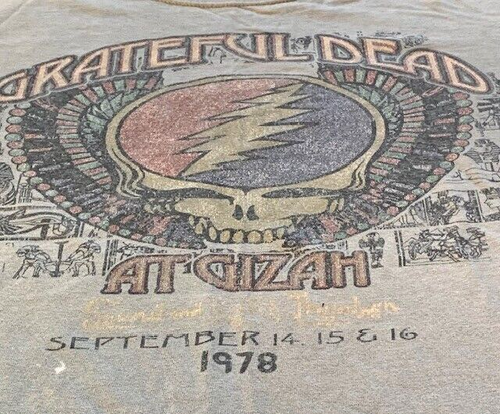 GRATEFUL DEAD
AT GIZAH
SEPTEMBER 14. 15 & 16
1978